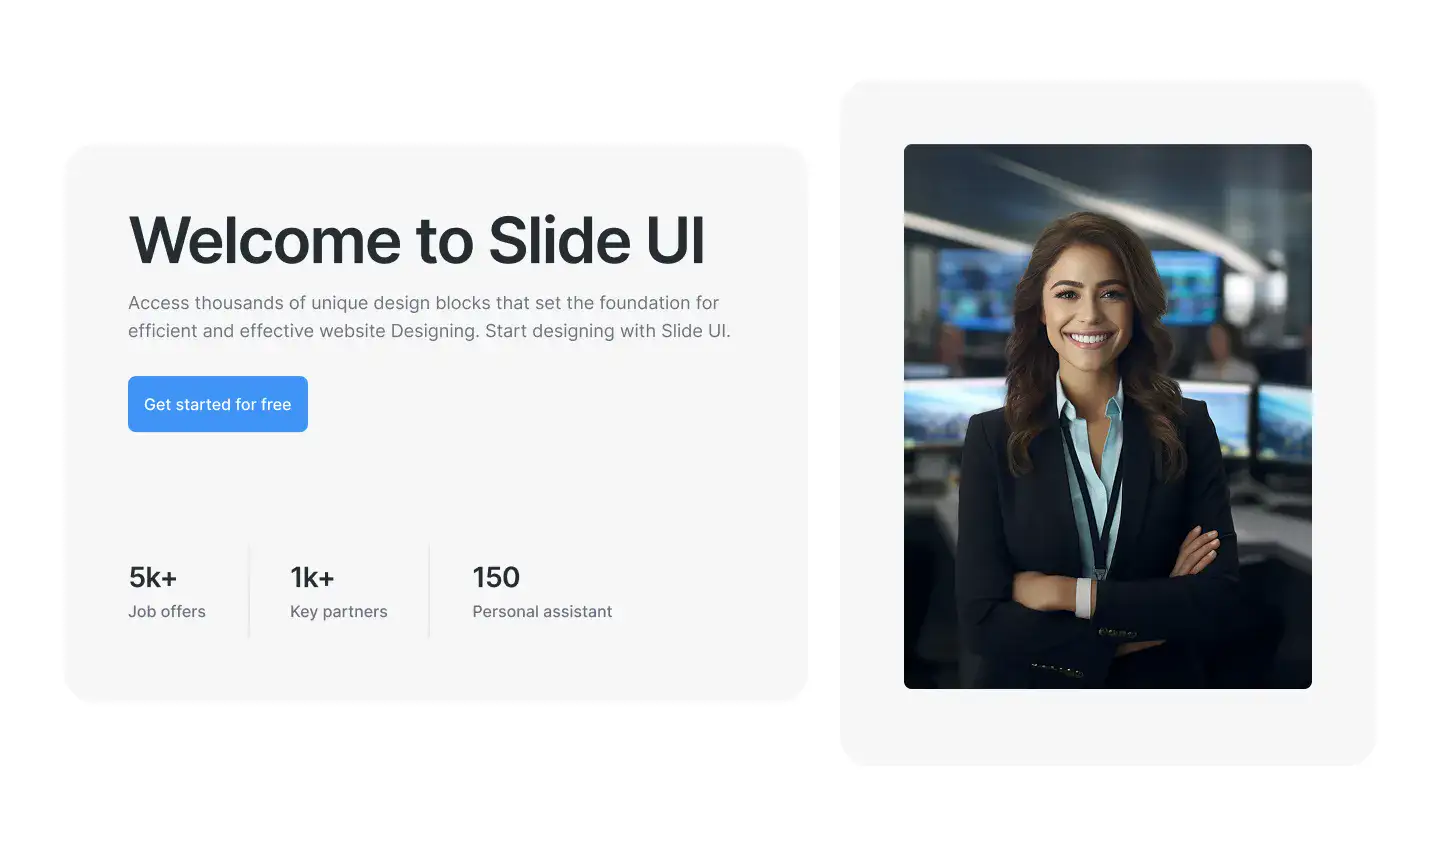 Welcome to Slide UI
Access thousands of unique design blocks that set the foundation for
efficient and effective website Designing. Start designing with Slide UI.
Get started for free
5k+
Job offers
1k+
Key partners
150
Personal assistant